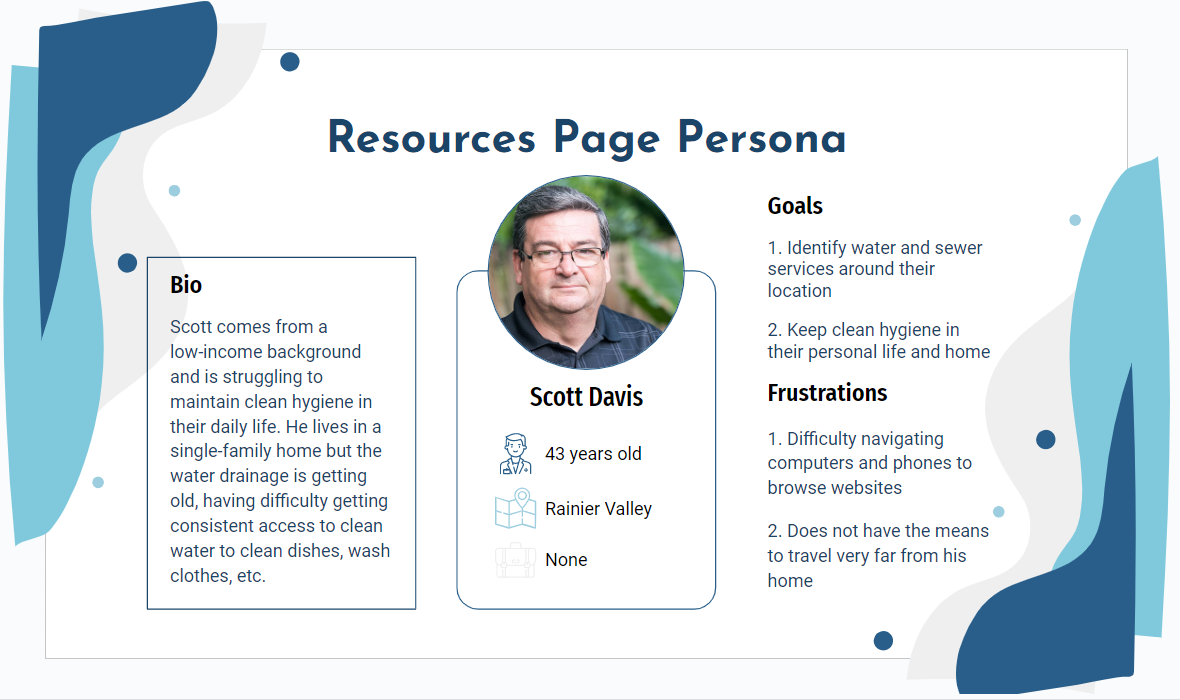 Resources Page Persona
Bio
Scott comes from a
low-income background
and is struggling to
maintain clean hygiene in
their daily life. He lives in a
single-family home but the
water drainage is getting
old, having difficulty getting
consistent access to clean
water to clean dishes, wash
clothes, etc.
Scott Davis
43 years old
Rainier Valley
None
Goals
1. Identify water and sewer
services around their
location
2. Keep clean hygiene in
their personal life and home
Frustrations
1. Difficulty navigating
computers and phones to
browse websites
2. Does not have the means
to travel very far from his
home